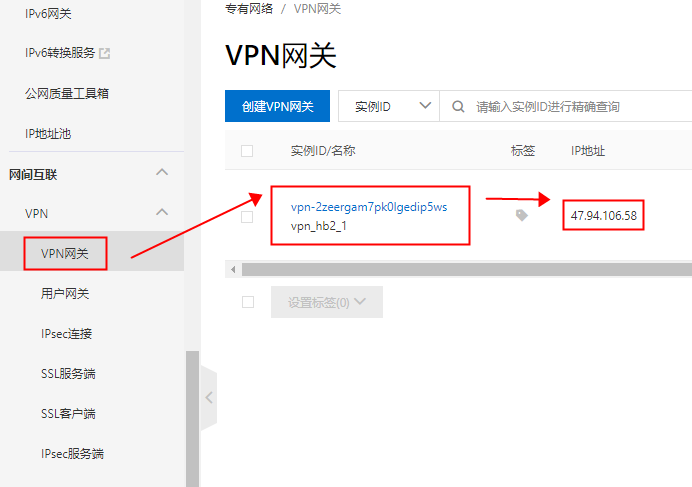 IPv6网关
IPv6转换服务
公网质量工具箱
IP地址池
网间互联
VPN
VPN网关
用户网关
IPsec连接
SSL服务端
SSL客户端
IPsec服务端
专有网络 / VPN网关
VPN网关
创建VPN网关 实例ID 请输入实例ID进行精确查询
实例ID/名称 标签 IP地址
vpn-2zeergam7pk0lgedip5ws
vpn_hb2_1
47.94.106.58
设置标签(0)